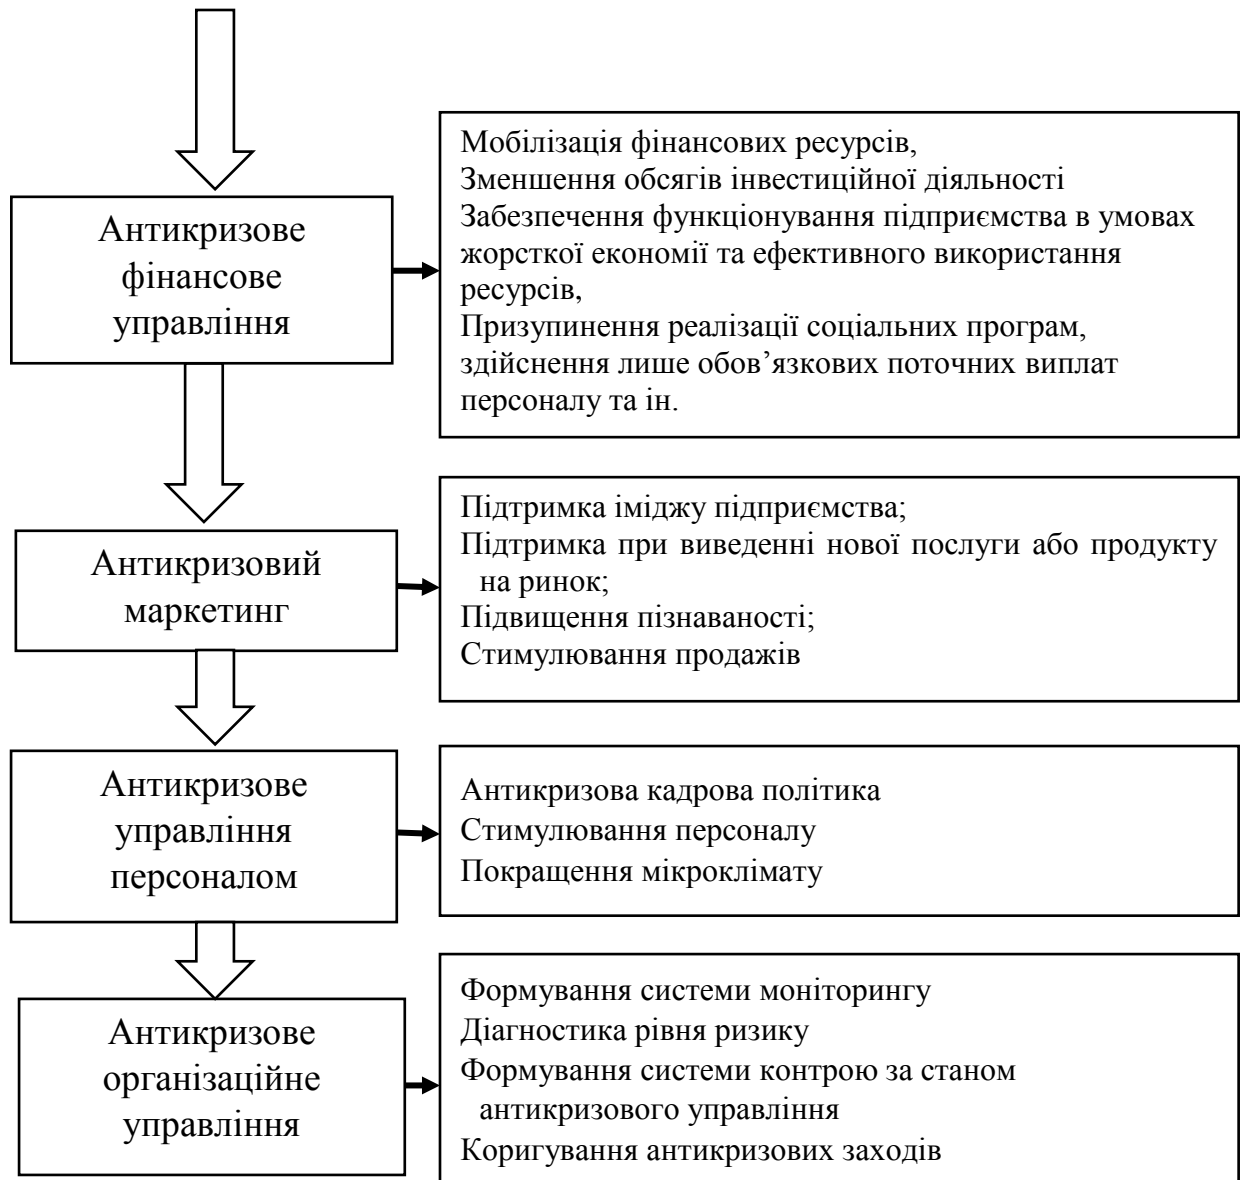 Антикризове
фінансове
управління
Мобілізація фінансових ресурсів,
Зменшення обсягів інвестиційної діяльності
Забезпечення функціонування підприємства в умовах
жорсткої економії та ефективного використання
ресурсів,
Призупинення реалізації соціальних програм,
здійснення лише обов’язкових поточних виплат
персоналу та ін.
Антикризовий
маркетинг
Підтримка іміджу підприємства;
Підтримка при виведенні нової послуги або продукту
на ринок;
Підвищення пізнаваності;
Стимулювання продажів
Антикризове
управління
персоналом
Антикризова кадрова політика
Стимулювання персоналу
Покращення мікроклімату
Антикризове
організаційне
управління
Формування системи моніторингу
Діагностика рівня ризику
Формування системи контрою за станом
антикризового управління
Коригування антикризових заходів